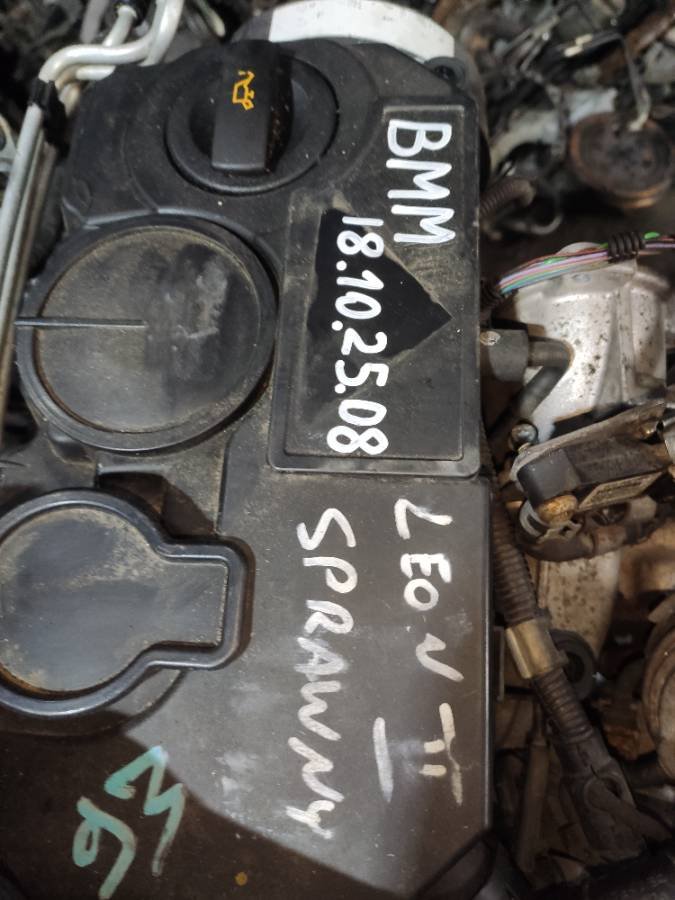 BMM
18.10.25.08
LEON II
SPRAWNY